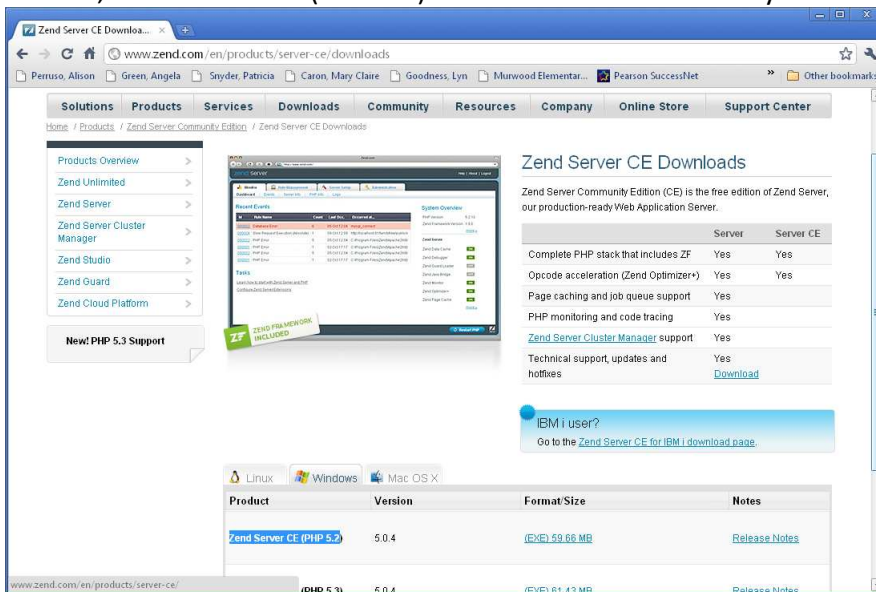 Zend Server CE Downloa...
www.zend.com/en/products/server-ce/downloads
Perruso, Alison Green, Angela Snyder, Patricia Caron, Mary Claire Goodness, Lyn Murwood Elementar... Pearson SuccessNet » Other bookmarks
Solutions Products Services Downloads Community Resources Company Online Store Support Center
Home / Products / Zend Server Community Edition / Zend Server CE Downloads
Products Overview >
Zend Unlimited >
Zend Server >
Zend Server Cluster
Manager >
Zend Studio >
Zend Guard >
Zend Cloud Platform >
New! PHP 5.3 Support
Recent Events
System Overview
Tasks
ZF ZEND FRAMEWORK
INCLUDED
Zend Server CE Downloads
Zend Server Community Edition (CE) is the free edition of Zend Server,
our production-ready Web Application Server.
Server Server CE
Complete PHP stack that includes ZF Yes Yes
Opcode acceleration (Zend Optimizer+) Yes Yes
Page caching and job queue support Yes
PHP monitoring and code tracing Yes
Zend Server Cluster Manager support Yes
Technical support, updates and Yes
hotfixes Download
IBM i user?
Go to the Zend Server CE for IBM i download page.
Linux Windows Mac OS X
Product Version Format/Size Notes
Zend Server CE (PHP 5.2) 5.0.4 (EXE) 59.66 MB Release Notes
(PHP 5.3) 5.0.4 (EXE) 61.43 MB Release Notes
www.zend.com/en/products/server-ce/